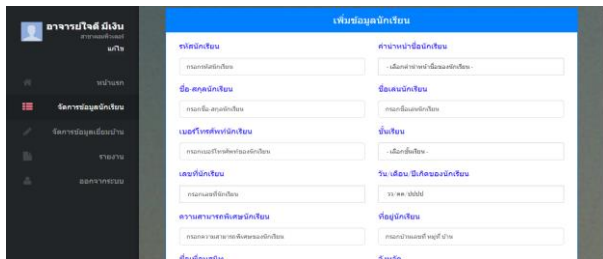 อาจารย์ใจดี มีเงิน
สาขาคอมพิวเตอร์
แก้ไข
หน้าแรก
จัดการข้อมูลนักเรียน
จัดการข้อมูลเยี่ยมบ้าน
รายงาน
ออกจากระบบ
เพิ่มข้อมูลนักเรียน
รหัสนักเรียน
คำนำหน้าชื่อนักเรียน
กรอกรหัสนักเรียน
- เลือกคำนำหน้าชื่อของนักเรียน -
ชื่อ-สกุลนักเรียน
ชื่อเล่นนักเรียน
กรอกชื่อ-สกุลนักเรียน
กรอกชื่อเล่นนักเรียน
เบอร์โทรศัพท์นักเรียน
ชั้นเรียน
กรอกเบอร์โทรศัพท์ของนักเรียน
- เลือกชั้นเรียน -
เลขที่นักเรียน
วัน/เดือน/ปีเกิดของนักเรียน
กรอกเลขที่นักเรียน
วว/ดด/ปปปป
ความสามารถพิเศษนักเรียน
ที่อยู่นักเรียน
กรอกความสามารถพิเศษของนักเรียน
กรอกบ้านเลขที่ หมู่ที่ บ้าน
จังหวัด